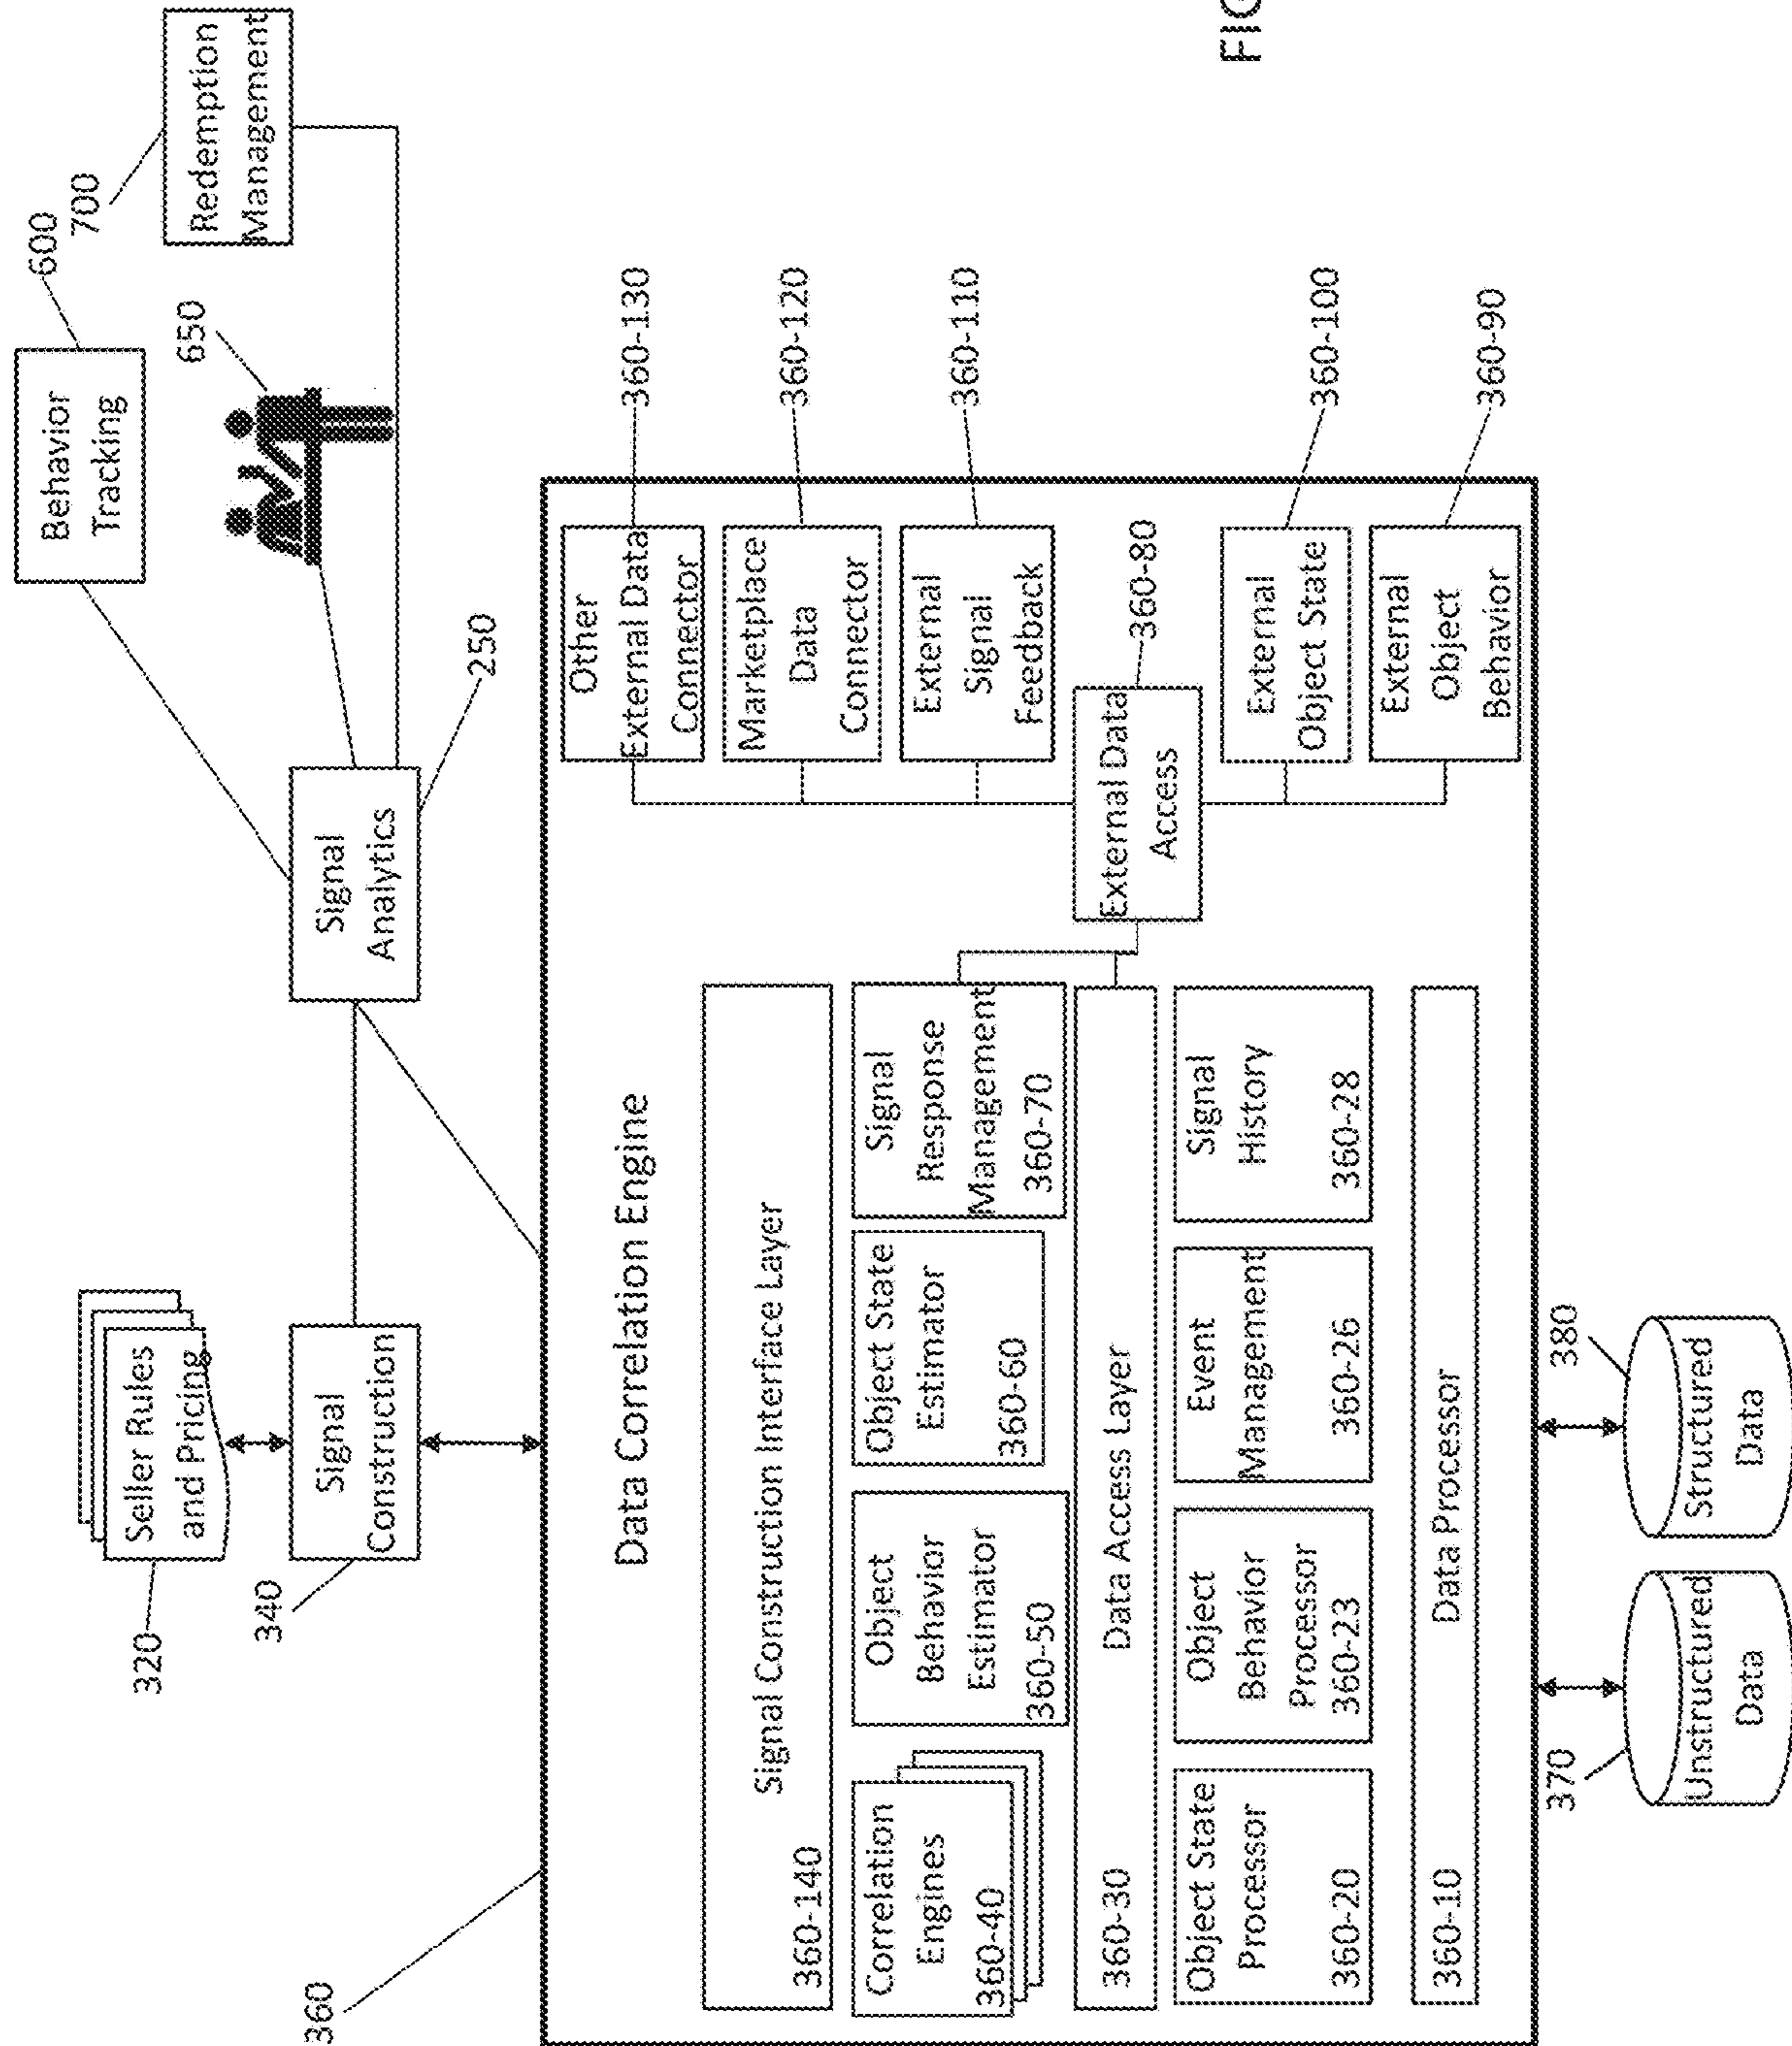 600
700
Behavior
Tracking
Redemption
Management
650
320
Seller Rules
and Pricing
340
Signal
Construction
Signal
Analytics
250
360
Data Correlation Engine
360-140
Signal Construction Interface Layer
Correlation
Engines
360-40
Object
Behavior
Estimator
360-50
Object State
Estimator
360-60
Signal
Response
Management
360-70
360-30
Data Access Layer
Object State
Processor
360-20
Object
Behavior
Processor
360-23
Event
Management
360-26
Signal
History
360-28
360-10
Data Processor
Other
External Data
Connector
360-130
Marketplace
Data
Connector
360-120
External
Signal
Feedback
360-110
External Data
Access
360-80
External
Object State
360-100
External
Object
Behavior
360-90
370
Unstructured
Data
380
Structured
Data